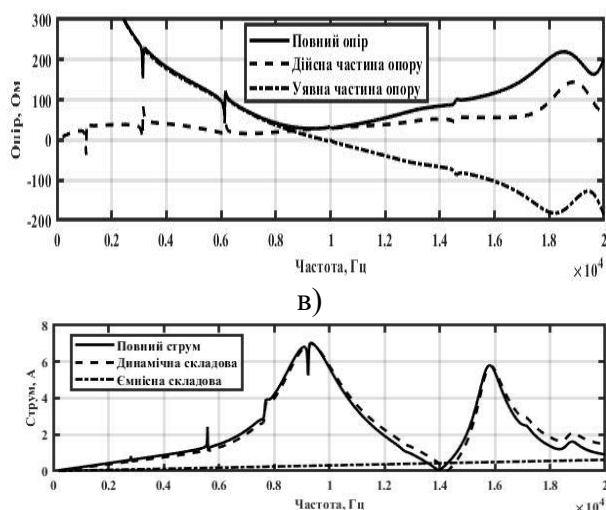 300
200
100
0
-100
-200
Опір, Ом
Повний опір
Дійсна частина опору
Уявна частина опору
0 0.2 0.4 0.6 0.8 1 1.2 1.4 1.6 1.8 2
Частота, Гц
×10⁴
в)
8
6
4
2
0
Струм, А
Повний струм
Динамічна складова
Ємнісна складова
0 0.2 0.4 0.6 0.8 1 1.2 1.4 1.6 1.8 2
Частота, Гц
×10⁴